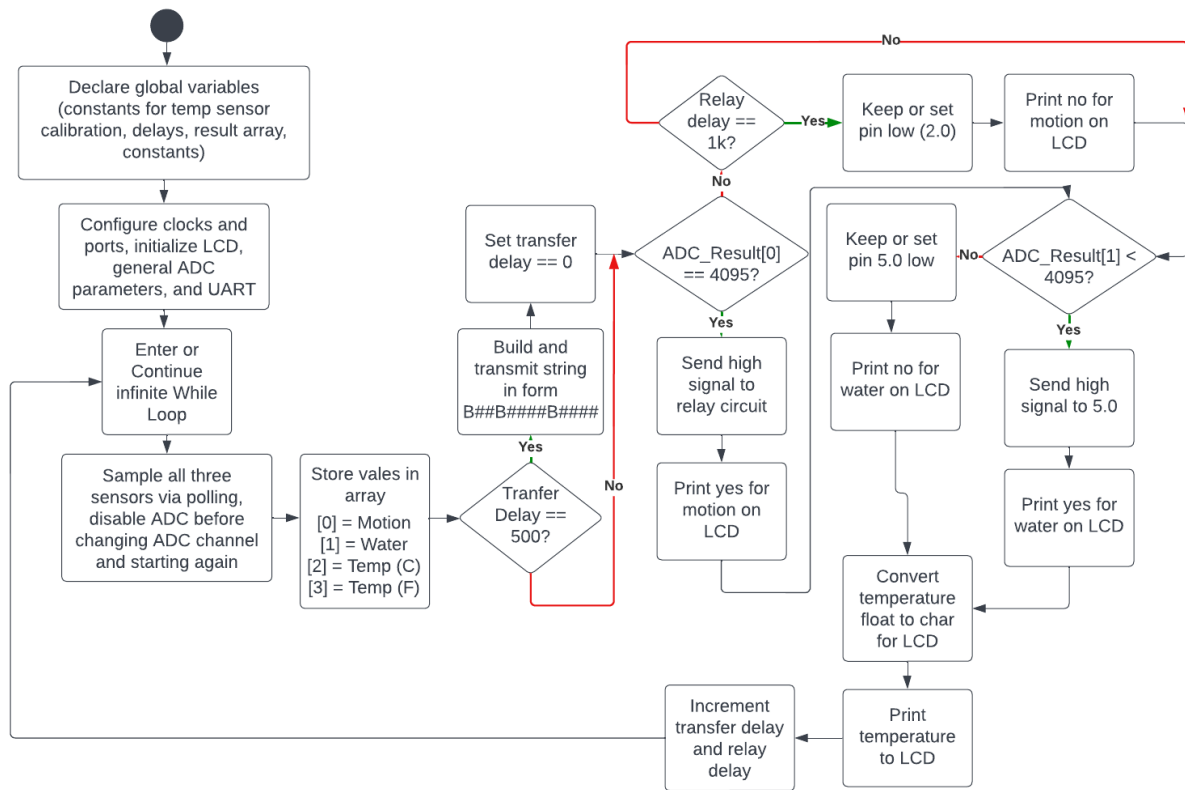 Declare global variables
(constants for temp sensor
calibration, delays, result array,
constants)
Configure clocks and
ports, initialize LCD,
general ADC
parameters, and UART
Enter or
Continue
infinite While
Loop
Sample all three
sensors via polling,
disable ADC before
changing ADC channel
and starting again
Store vales in
array
[0] = Motion
[1] = Water
[2] = Temp (C)
[3] = Temp (F)
Tranfer
Delay ==
500?
Yes
No
Build and
transmit string
in form
B##B####B####
Set transfer
delay == 0
ADC_Result[0]
== 4095?
No
Yes
Relay
delay ==
1k?
No
Yes
Keep or set
pin low (2.0)
Print no for
motion on
LCD
Send high
signal to
relay circuit
Print yes for
motion on
LCD
ADC_Result[1] <
4095?
No
Yes
Keep or set
pin 5.0 low
Print no for
water on LCD
Send high
signal to 5.0
Print yes for
water on LCD
Convert
temperature
float to char
for LCD
Print
temperature
to LCD
Increment
transfer delay
and relay
delay